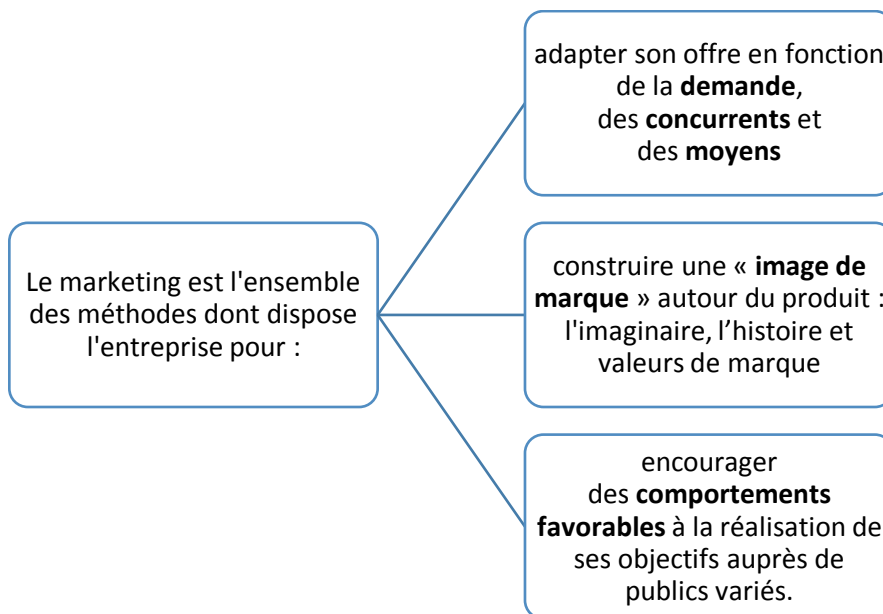 Le marketing est l'ensemble
des méthodes dont dispose
l'entreprise pour :
adapter son offre en fonction
de la demande,
des concurrents et
des moyens
construire une « image de
marque » autour du produit :
l'imaginaire, l’histoire et
valeurs de marque
encourager
des comportements
favorables à la réalisation de
ses objectifs auprès de
publics variés.